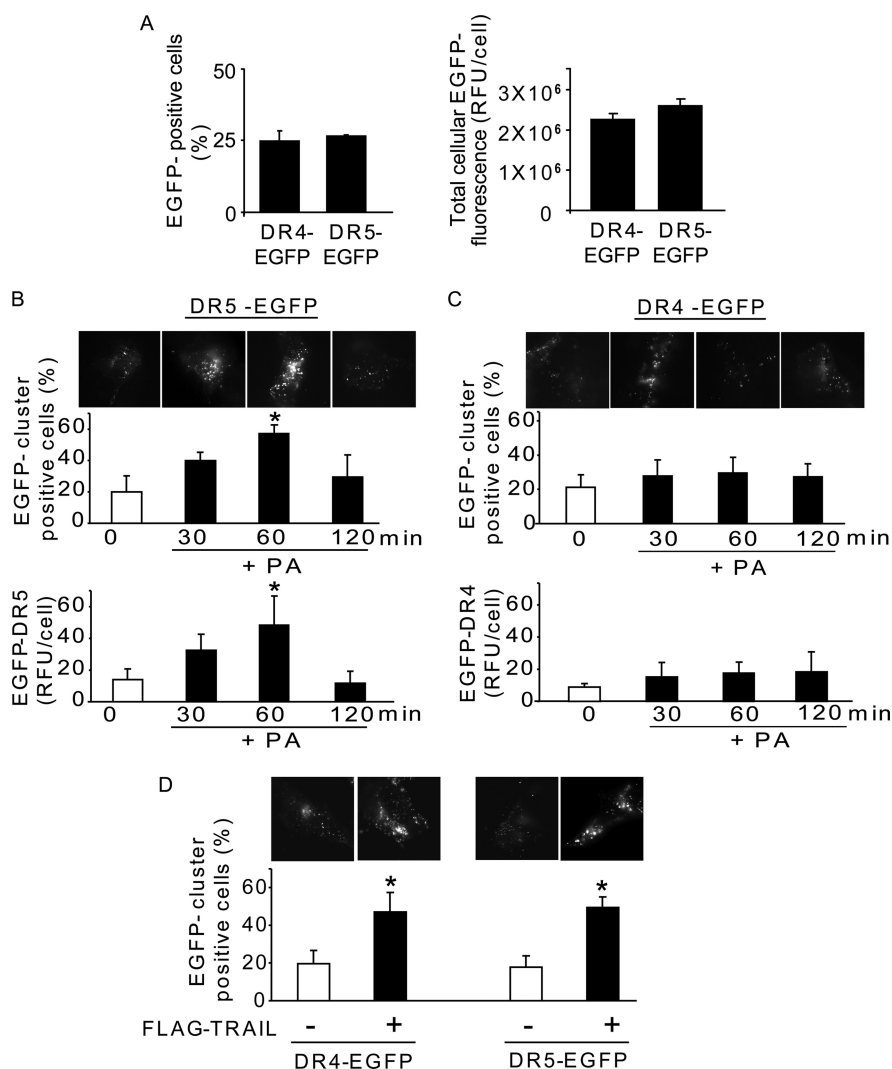 A
EGFP- positive cells
(%)
50
25
0
DR4-
EGFP
DR5-
EGFP
Total cellular EGFP-
fluorescence (RFU/cell)
3X10⁶
2X10⁶
1X10⁶
0
DR4-
EGFP
DR5-
EGFP
B
DR5 -EGFP
EGFP- cluster
positive cells (%)
60
40
20
0
*
0
30
60
120 min
+ PA
EGFP-DR5
(RFU/cell)
60
40
20
0
*
0
30
60
120 min
+ PA
C
DR4 -EGFP
EGFP- cluster
positive cells (%)
60
40
20
0
0
30
60
120 min
+ PA
EGFP-DR4
(RFU/cell)
60
40
20
0
0
30
60
120 min
+ PA
D
EGFP- cluster
positive cells (%)
60
40
20
0
*
*
FLAG-TRAIL - + - +
DR4-EGFP
DR5-EGFP